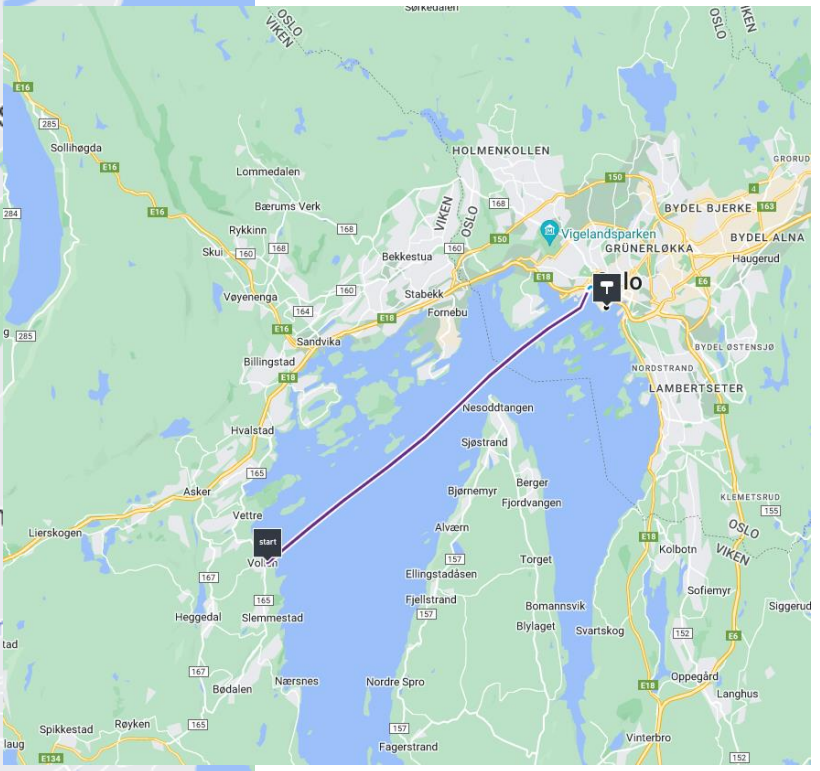 Sørkedalen
OSLO
VIKEN
OSLO
VIKEN
E16
285
Sollihøgda
E16
HOLMENKOLLEN
GRORUD
Lommedalen
150
4
E16
Bærums Verk
168
BYDEL BJERKE
163
284
VIKEN
OSLO
Rykkinn
168
Vigelandsparken
150
GRÜNERLØKKA
BYDEL ALNA
Skui
160
168
160
Bekkestua
Haugerud
E18
E6
Vøyenenga
160
Stabekk
lo
164
Fornebu
E18
E16
g
285
Sandvika
BYDEL ØSTENSJØ
Billingstad
NORDSTRAND
E18
LAMBERTSETER
Nesoddtangen
E6
Hvalstad
Sjøstrand
165
Asker
Bjørnemyr
Berger
KLEMETSRUD
Fjordvangen
155
Vettre
Lierskogen
Alværn
OSLO
VIKEN
start
E18
Kolbotn
157
Torget
167
Ellingstadåsen
Sofiemyr
165
Fjellstrand
Bomannsvik
Siggerud
Heggedal
Slemmestad
157
Blylaget
Svartskog
152
E6
tad
167
Oppegård
Nærsnes
Nordre Spro
E18
Bødalen
Langhus
Spikkestad
Røyken
165
157
laug
Vinterbro
E134
Fagerstrand
152